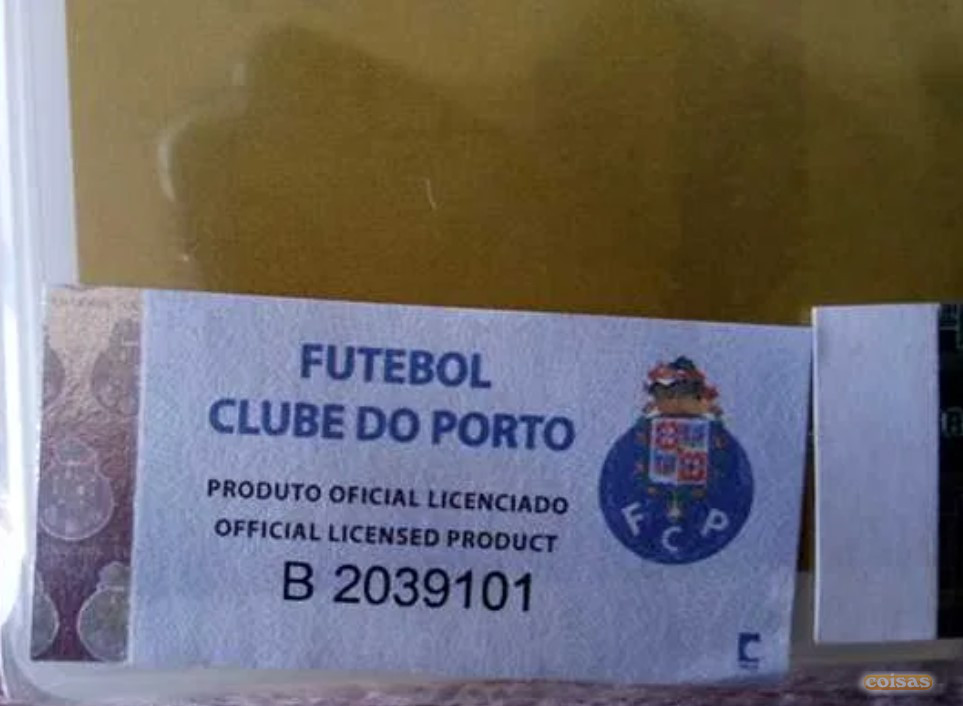 FUTEBOL
CLUBE DO PORTO
PRODUTO OFICIAL LICENCIADO
OFFICIAL LICENSED PRODUCT
B 2039101
F C P
coisas